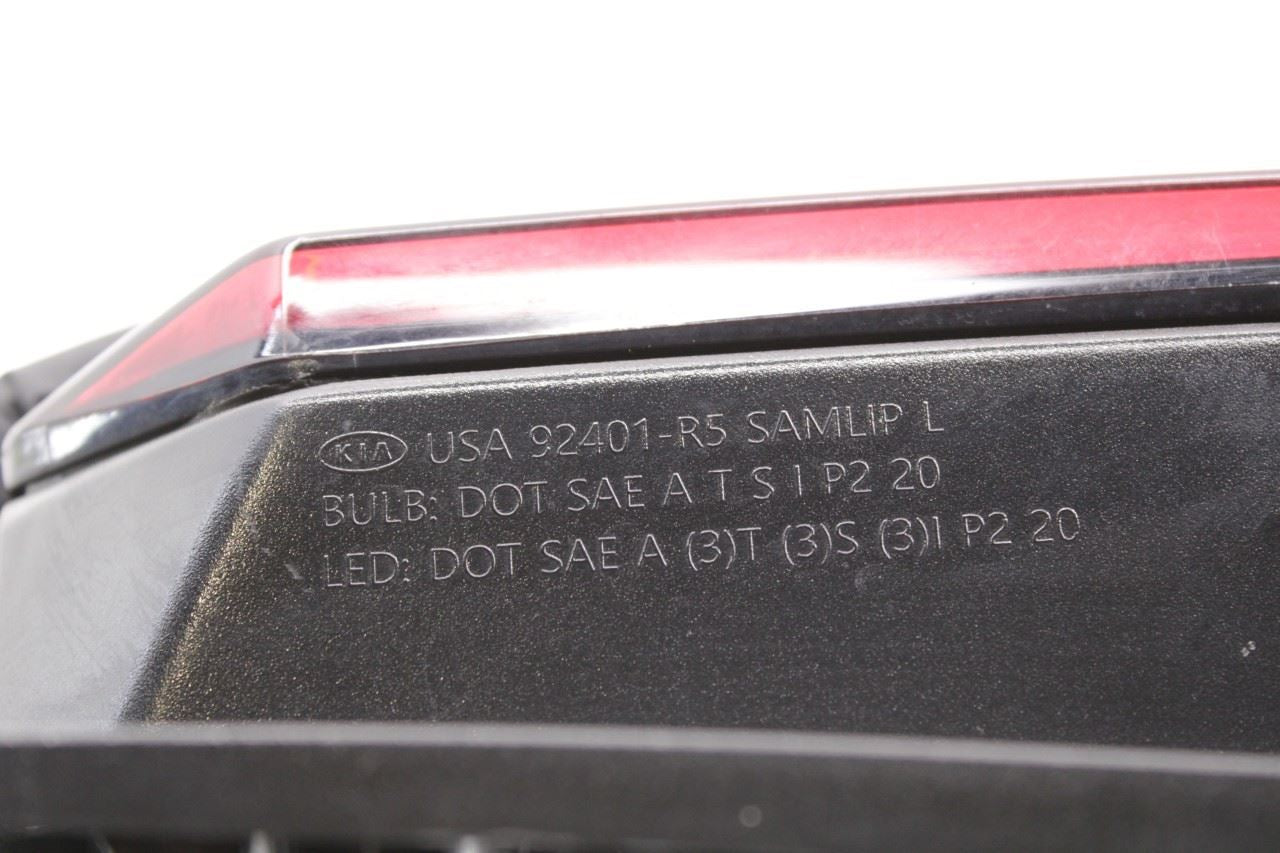 KIA USA 92401-R5 SAMLIP L
BULB: DOT SAE A T S I P2 20
LED: DOT SAE A (3)T (3)S (3)I P2 20